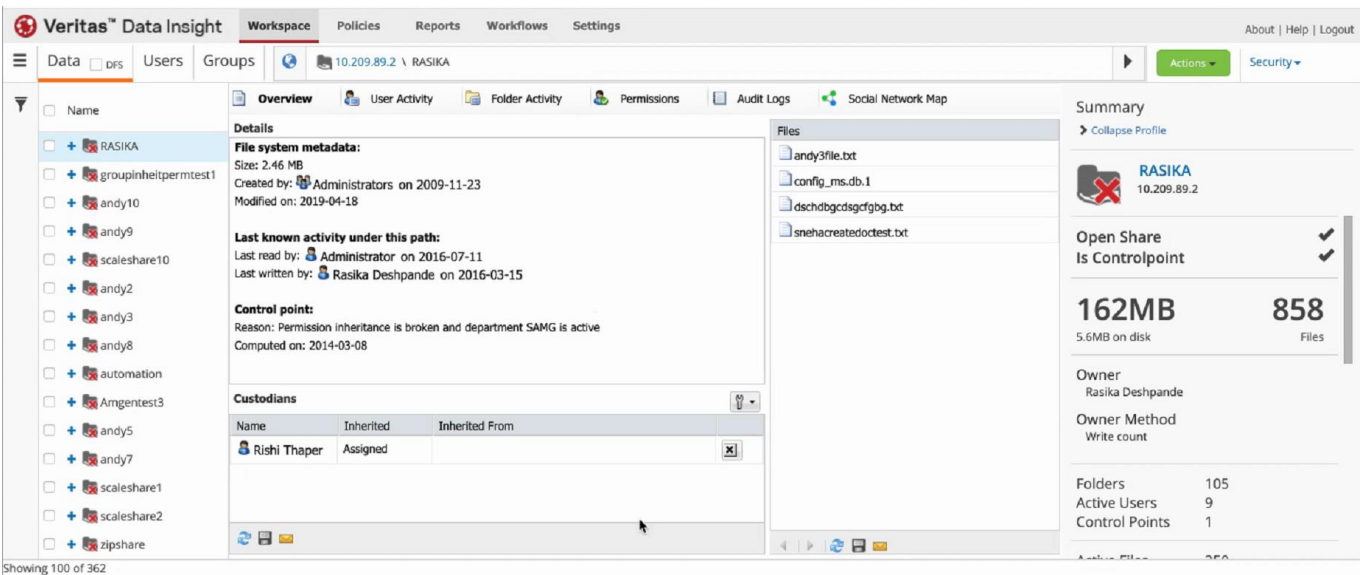 Veritas™ Data Insight
Workspace
Policies
Reports
Workflows
Settings
About | Help | Logout
Data
DFS
Users
Groups
10.209.89.2 \ RASIKA
Actions
Security
Name
RASIKA
groupinheitpermtest1
andy10
andy9
scaleshare10
andy2
andy3
andy8
automation
Amgentest3
andy5
andy7
scaleshare1
scaleshare2
zipshare
Showing 100 of 362
Overview
User Activity
Folder Activity
Permissions
Audit Logs
Social Network Map
Details
File system metadata:
Size: 2.46 MB
Created by: Administrators on 2009-11-23
Modified on: 2019-04-18
Last known activity under this path:
Last read by: Administrator on 2016-07-11
Last written by: Rasika Deshpande on 2016-03-15
Control point:
Reason: Permission inheritance is broken and department SAMG is active
Computed on: 2014-03-08
Custodians
Name Inherited Inherited From
Rishi Thaper Assigned
Files
andy3file.txt
config_ms.db.1
dschdbgcdsgcfgbg.txt
snehacreatedoctest.txt
Summary
Collapse Profile
RASIKA
10.209.89.2
Open Share
Is Controlpoint
162MB 858
5.6MB on disk Files
Owner
Rasika Deshpande
Owner Method
Write count
Folders 105
Active Users 9
Control Points 1